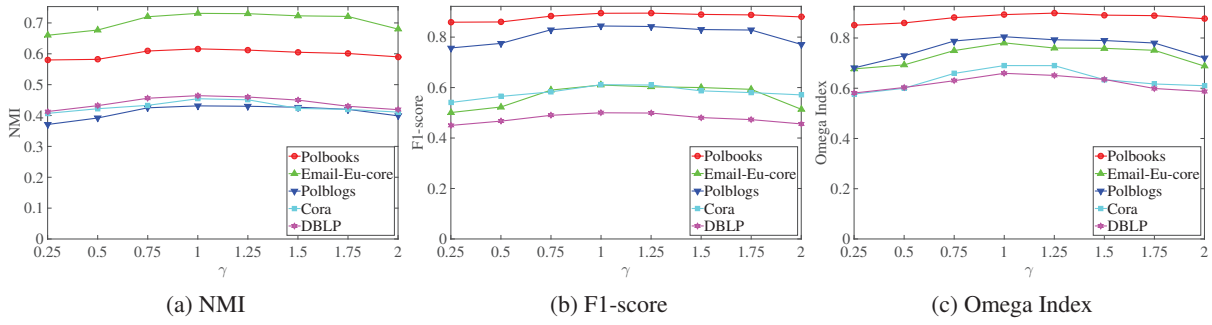 0.7
0.6
0.5
0.4
0.3
0.2
0.1
0
NMI
Polbooks
Email-Eu-core
Polblogs
Cora
DBLP
0.25 0.5 0.75 1 1.25 1.5 1.75 2
γ
(a) NMI
0.8
0.6
0.4
0.2
0
F1-score
Polbooks
Email-Eu-core
Polblogs
Cora
DBLP
0.25 0.5 0.75 1 1.25 1.5 1.75 2
γ
(b) F1-score
0.8
0.6
0.4
0.2
0
Omega Index
Polbooks
Email-Eu-core
Polblogs
Cora
DBLP
0.25 0.5 0.75 1 1.25 1.5 1.75 2
γ
(c) Omega Index